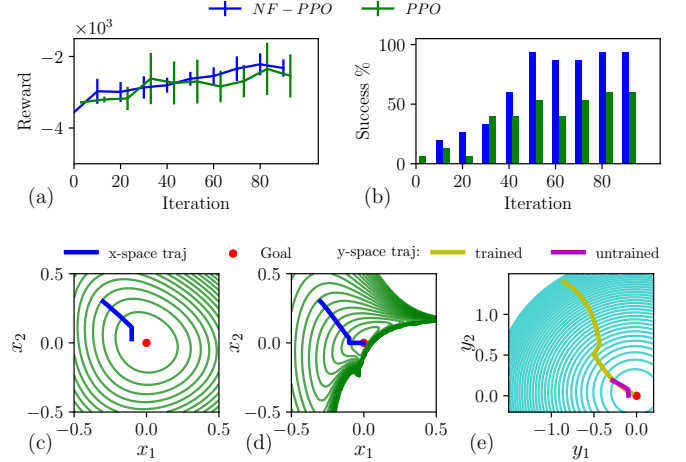 NF − PPO PPO
×10³
−2
−4
Reward
0 20 40 60 80
Iteration
(a)
100
50
0
Success %
0 20 40 60 80
Iteration
(b)
x-space traj Goal y-space traj: trained untrained
0.5
0.0
−0.5
x₂
−0.5 0.0 0.5
x₁
(c)
0.5
0.0
−0.5
x₂
−0.5 0.0 0.5
x₁
(d)
1.0
0.5
0.0
y₂
−1.0 −0.5 0.0
y₁
(e)